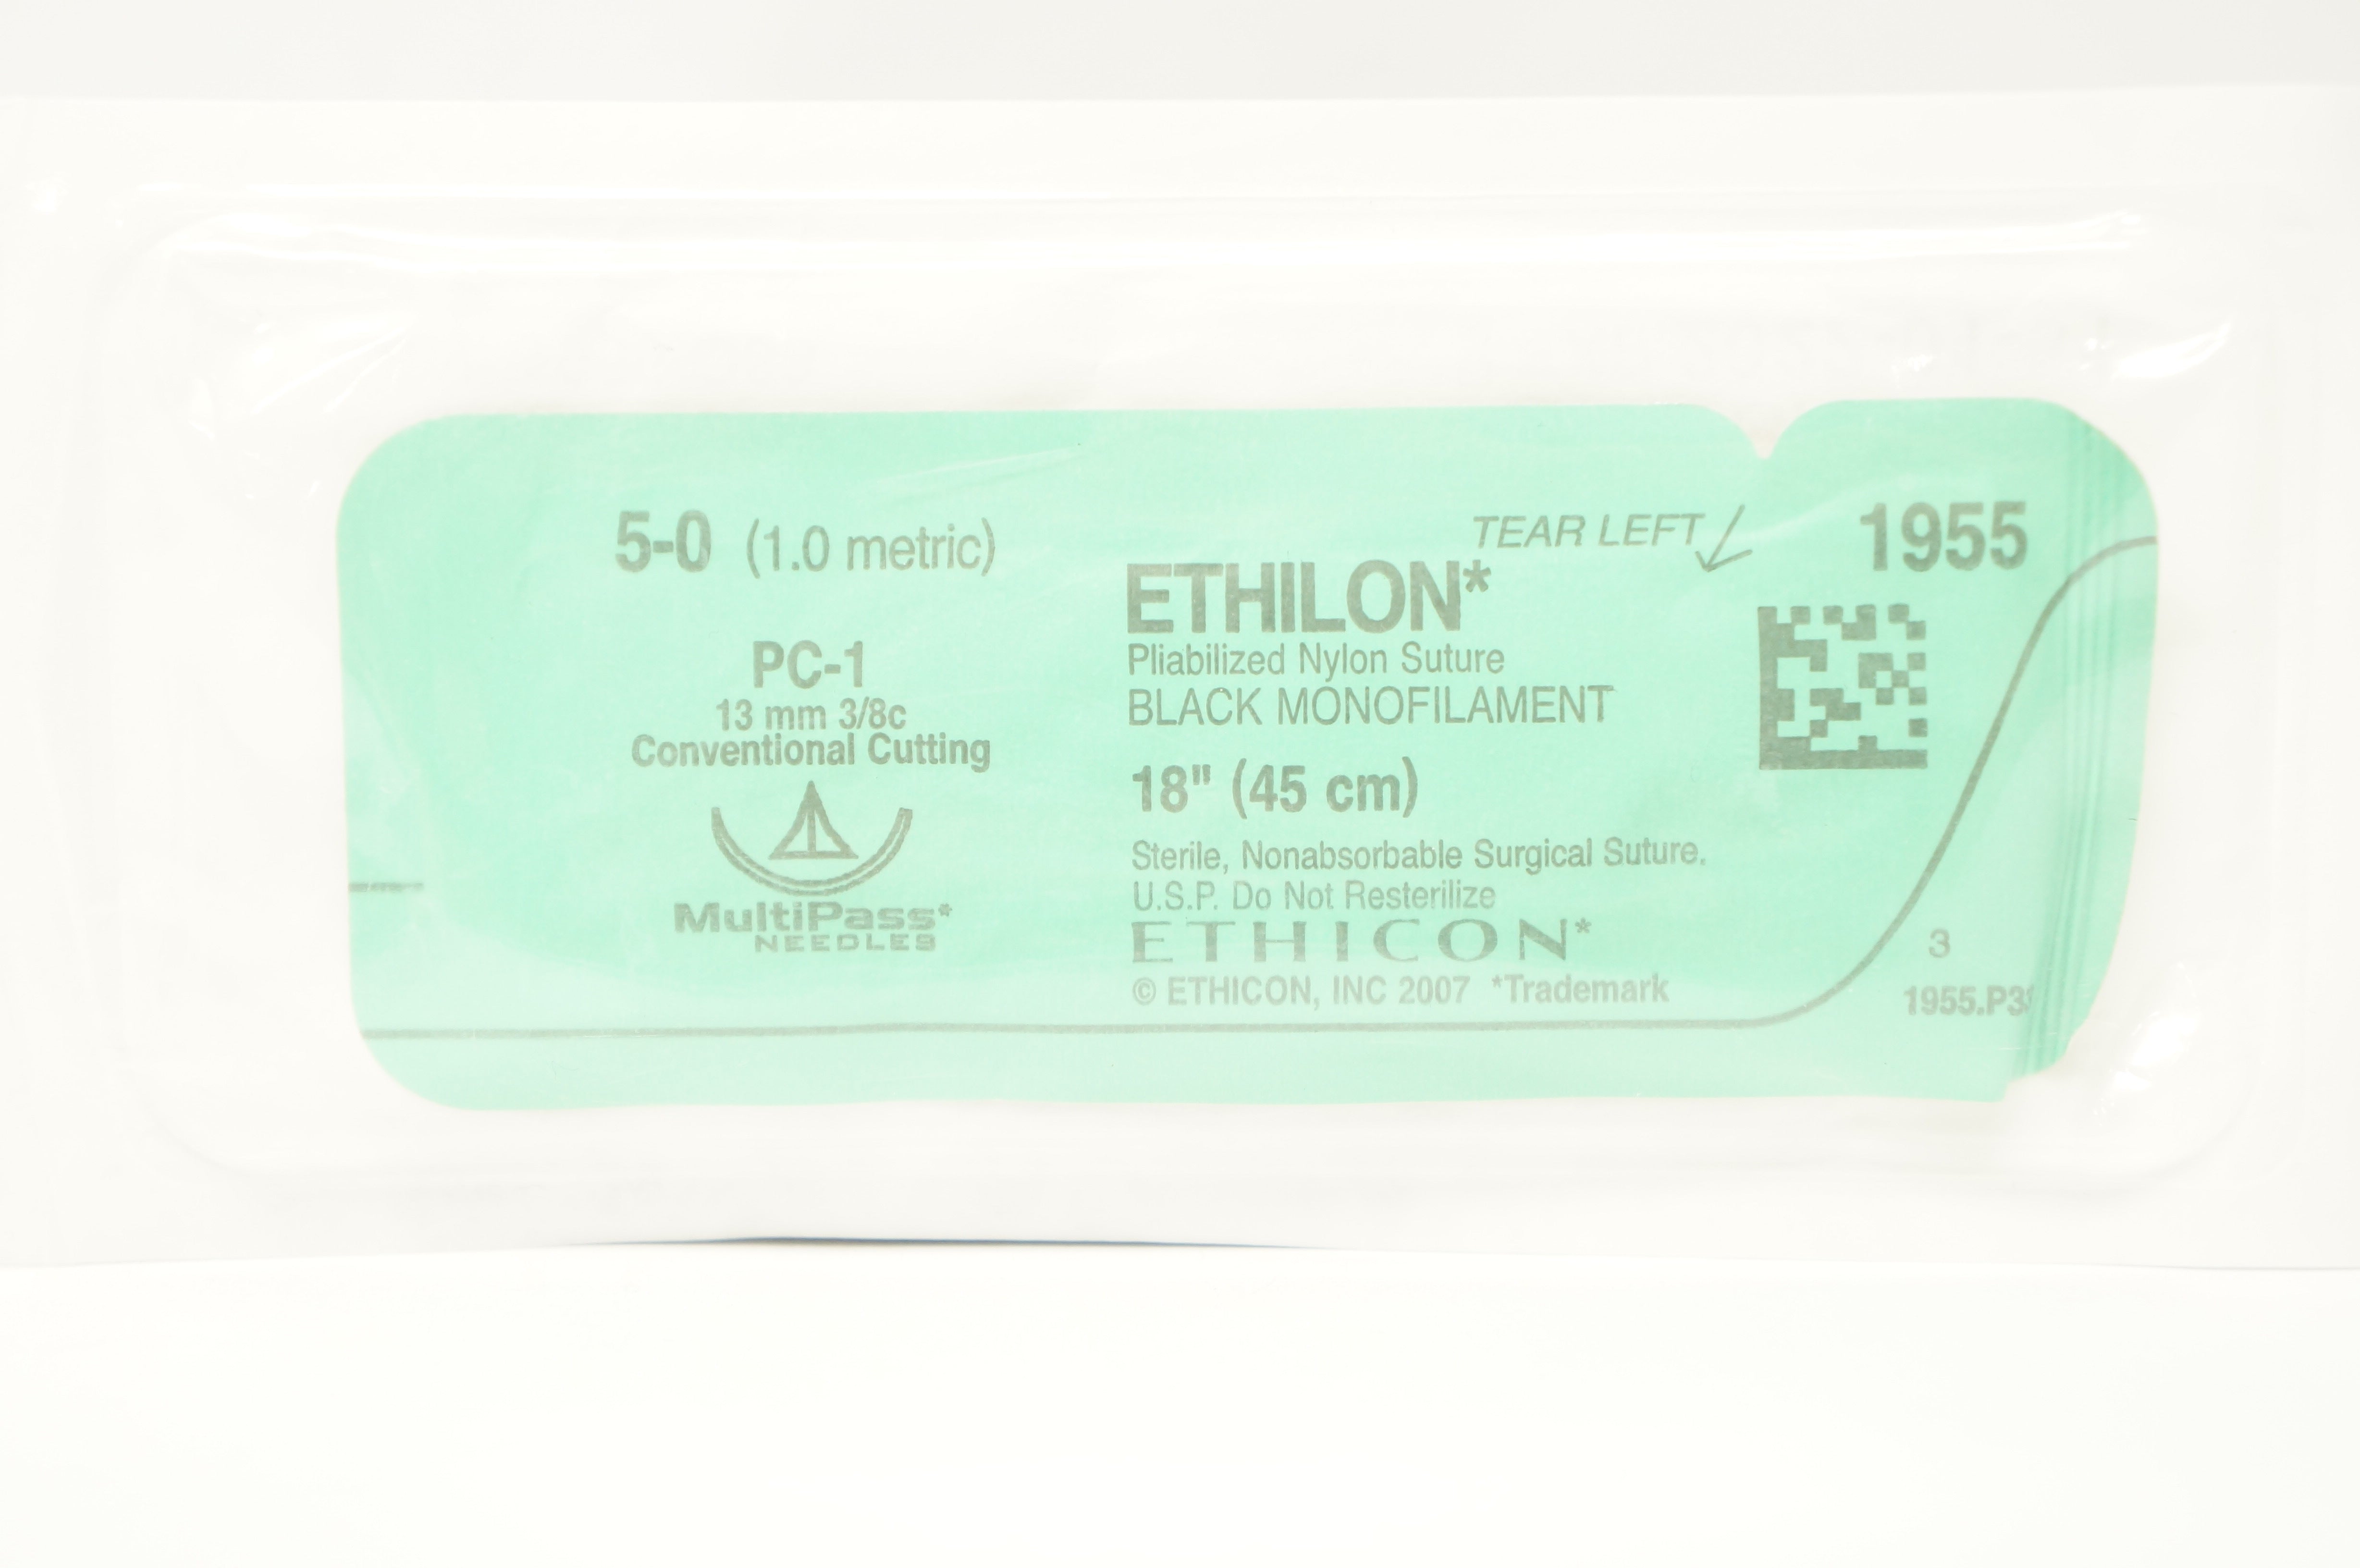 5-0 (1.0 metric)
PC-1
13 mm 3/8c
Conventional Cutting
MultiPass*
NEEDLES
TEAR LEFT
ETHILON*
Pliabilized Nylon Suture
BLACK MONOFILAMENT
18" (45 cm)
Sterile, Nonabsorbable Surgical Suture.
U.S.P. Do Not Resterilize
ETHICON*
© ETHICON, INC 2007 *Trademark
1955
3